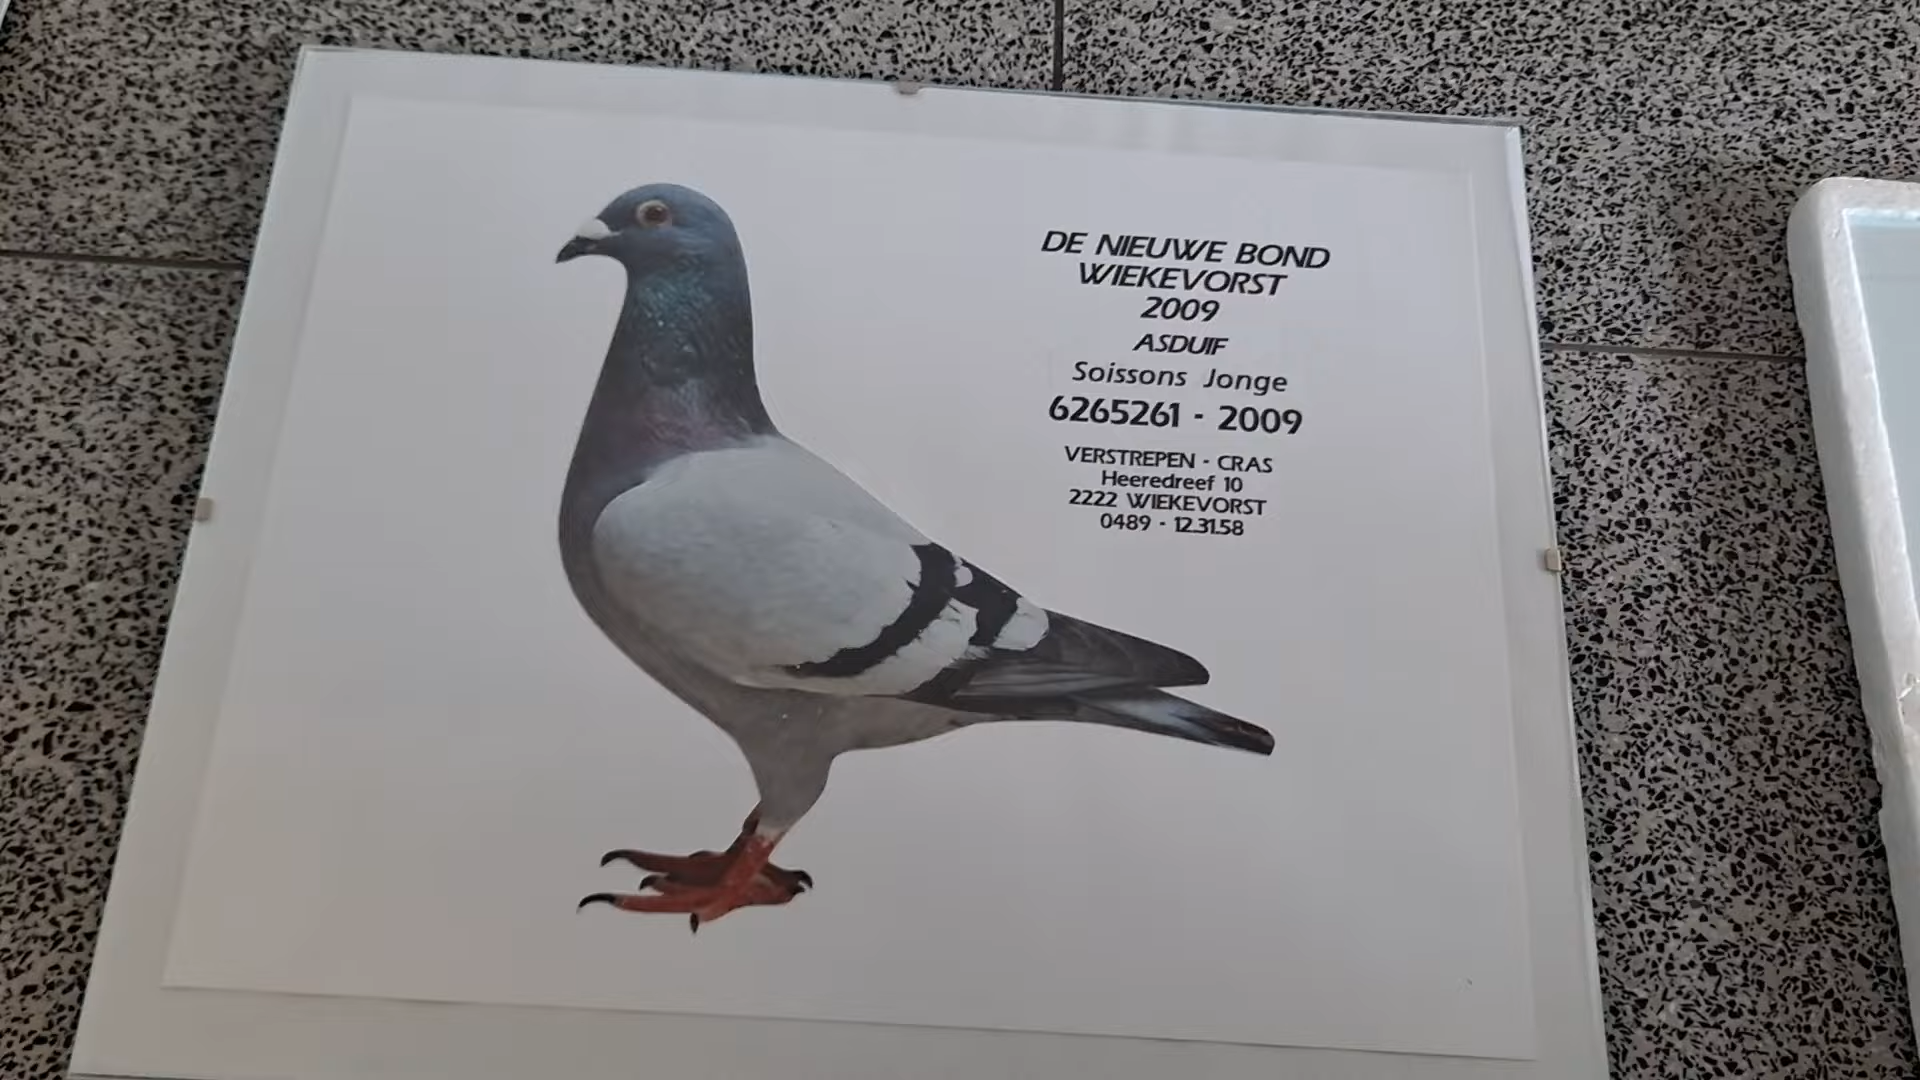 DE NIEUWE BOND
WIEKEVORST
2009
ASDUIF
Soissons Jonge
6265261 - 2009
VERSTREPEN - CRAS
Heeredreef 10
2222 WIEKEVORST
0489 - 12.31.58